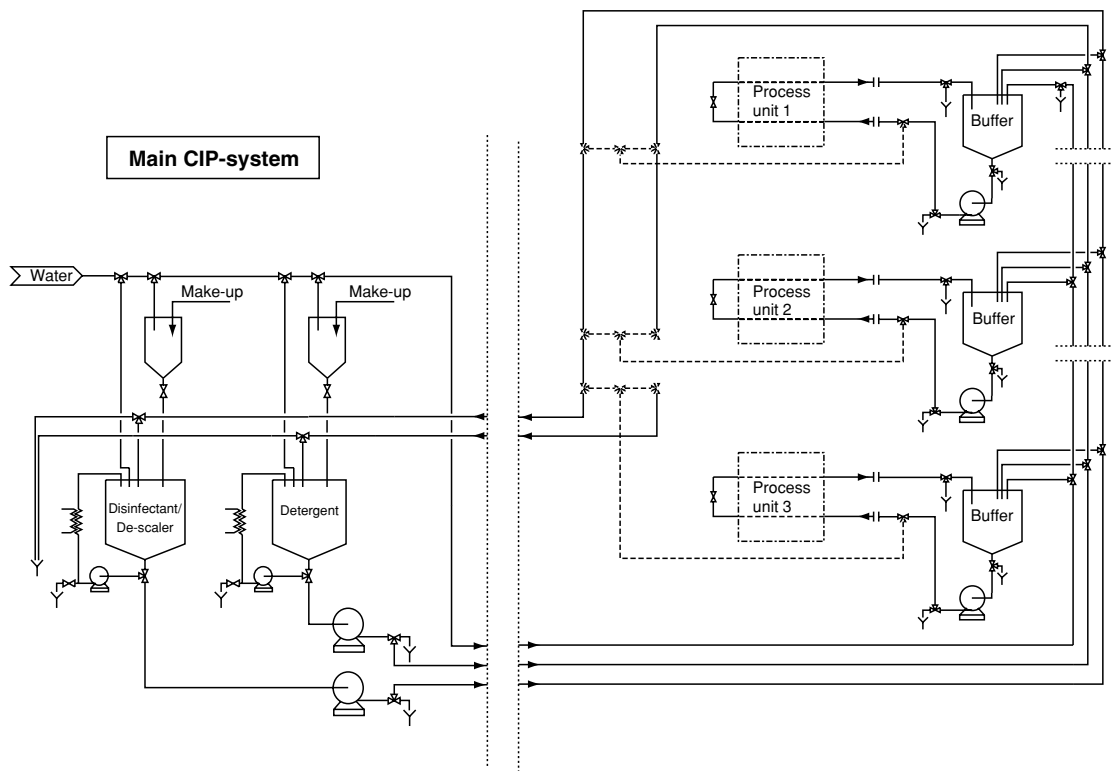 Main CIP-system
Water
Make-up
Make-up
Disinfectant/
De-scaler
Detergent
Process
unit 1
Buffer
Process
unit 2
Buffer
Process
unit 3
Buffer